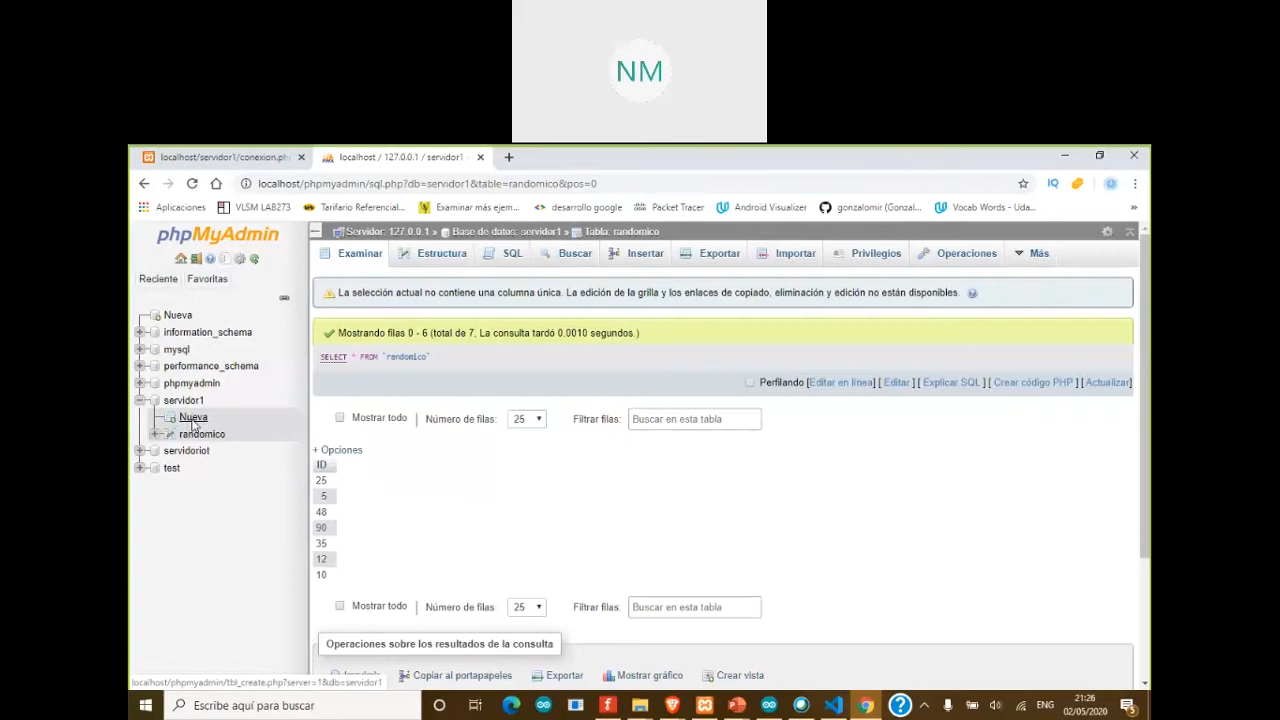 NM
localhost/servidor1/conexion.ph
localhost / 127.0.0.1 / servidor1
localhost/phpmyadmin/sql.php?db=servidor1&table=randomico&pos=0
IQ
Aplicaciones VLSM LAB273 Tarifario Referencial... Examinar más ejem... desarrollo google Packet Tracer Android Visualizer gonzalomir (Gonzal... Vocab Words - Uda... »
phpMyAdmin
Reciente Favoritas
Nueva
information_schema
mysql
performance_schema
phpmyadmin
servidor1
Nueva
randomico
servidoriot
test
Servidor: 127.0.0.1 » Base de datos: servidor1 » Tabla: randomico
Examinar Estructura SQL Buscar Insertar Exportar Importar Privilegios Operaciones Más
La selección actual no contiene una columna única. La edición de la grilla y los enlaces de copiado, eliminación y edición no están disponibles.
Mostrando filas 0 - 6 (total de 7, La consulta tardó 0.0010 segundos.)
SELECT * FROM `randomico`
Perfilando [Editar en línea] [ Editar ] [ Explicar SQL ] [ Crear código PHP ] [ Actualizar]
Mostrar todo | Número de filas: 25 Filtrar filas: Buscar en esta tabla
+ Opciones
ID
25
5
48
90
35
12
10
Mostrar todo | Número de filas: 25 Filtrar filas: Buscar en esta tabla
Operaciones sobre los resultados de la consulta
Copiar al portapapeles Exportar Mostrar gráfico Crear vista
localhost/phpmyadmin/tbl_create.php?server=1&db=servidor1
Escribe aquí para buscar
ENG
21:26
02/05/2020
5